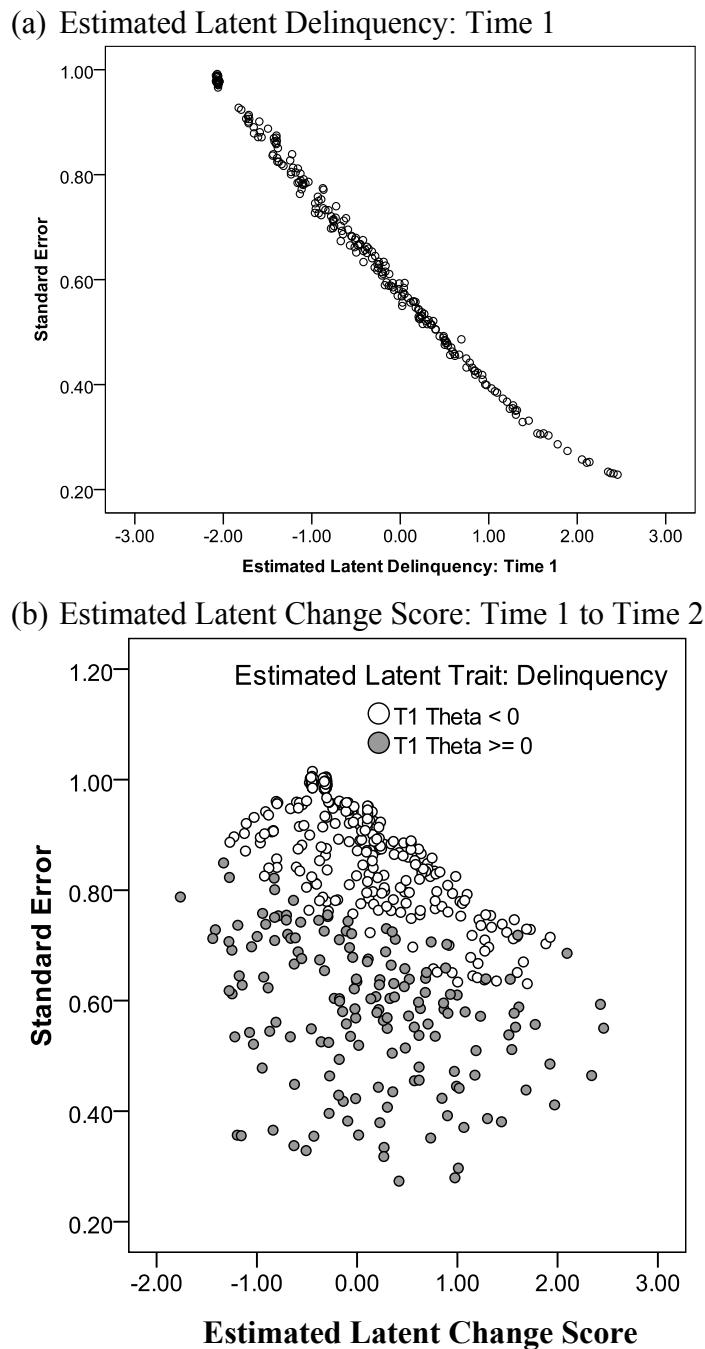 (a) Estimated Latent Delinquency: Time 1
1.00
0.80
0.60
0.40
0.20
Standard Error
-3.00 -2.00 -1.00 0.00 1.00 2.00 3.00
Estimated Latent Delinquency: Time 1
(b) Estimated Latent Change Score: Time 1 to Time 2
Estimated Latent Trait: Delinquency
T1 Theta < 0
T1 Theta >= 0
1.20
1.00
0.80
0.60
0.40
0.20
Standard Error
-2.00 -1.00 0.00 1.00 2.00 3.00
Estimated Latent Change Score